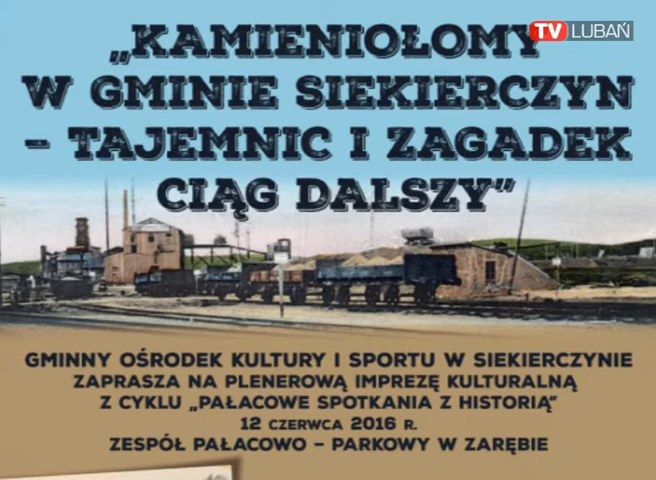 TV LUBAŃ
„KAMIENIOŁOMY
W GMINIE SIEKIERCZYN
– TAJEMNIC I ZAGADEK
CIĄG DALSZY”
GMINNY OŚRODEK KULTURY I SPORTU W SIEKIERCZYNIE
ZAPRASZA NA PLENEROWĄ IMPREZĘ KULTURALNĄ
Z CYKLU „PAŁACOWE SPOTKANIA Z HISTORIĄ”
12 CZERWCA 2016 R.
ZESPÓŁ PAŁACOWO – PARKOWY W ZARĘBIE